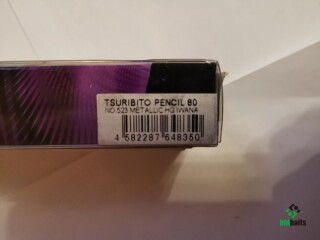 TSURIBITO PENCIL 80
NO.523 METALLIC HG IWANA
4 582287 648350